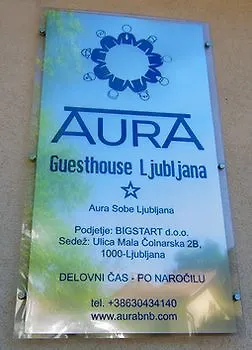 AURA
Guesthouse Ljubljana
Aura Sobe Ljubljana
Podjetje: BIGSTART d.o.o.
Sedež: Ulica Mala Čolnarska 2B,
1000-Ljubljana
DELOVNI ČAS - PO NAROČILU
tel. +38630434140
www.aurabnb.com